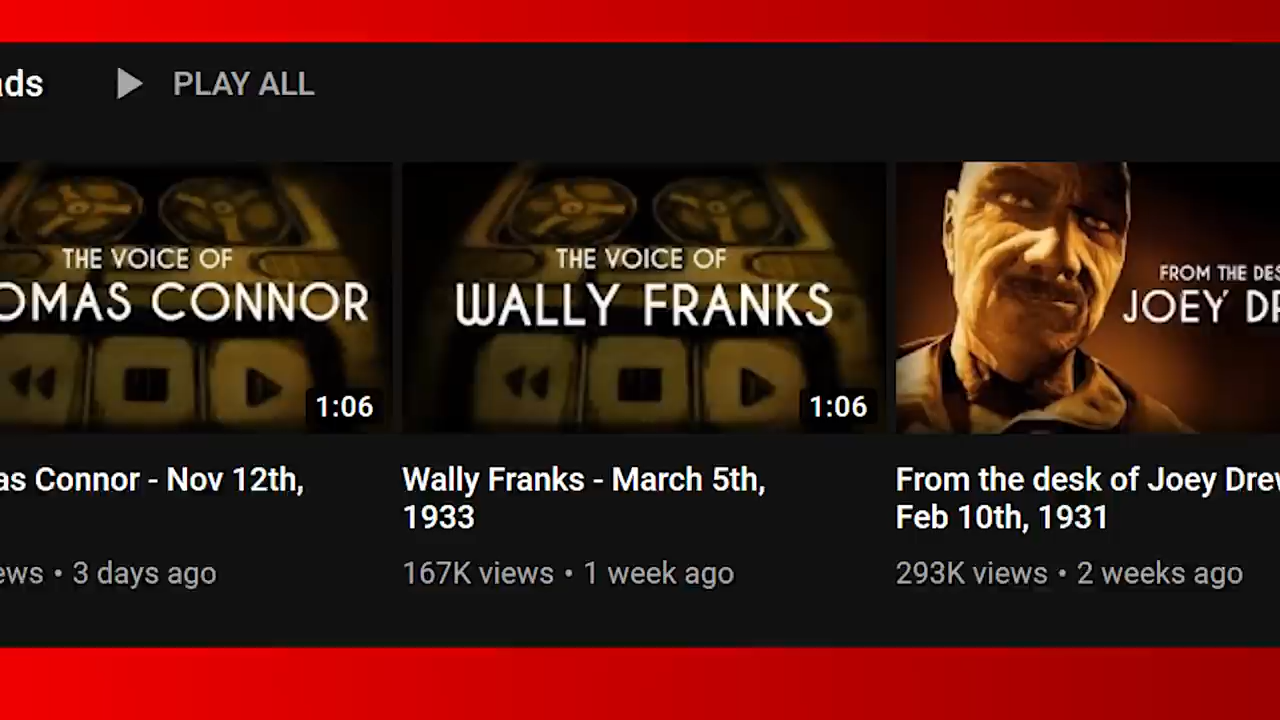 ads
PLAY ALL
THE VOICE OF
OMAS CONNOR
1:06
as Connor - Nov 12th,
ews • 3 days ago
THE VOICE OF
WALLY FRANKS
1:06
Wally Franks - March 5th,
1933
167K views • 1 week ago
FROM THE DES
JOEY DR
From the desk of Joey Drew
Feb 10th, 1931
293K views • 2 weeks ago